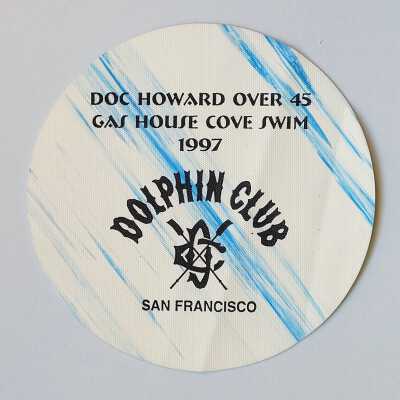 DOC HOWARD OVER 45
GAS HOUSE COVE SWIM
1997
DOLPHIN CLUB
SAN FRANCISCO